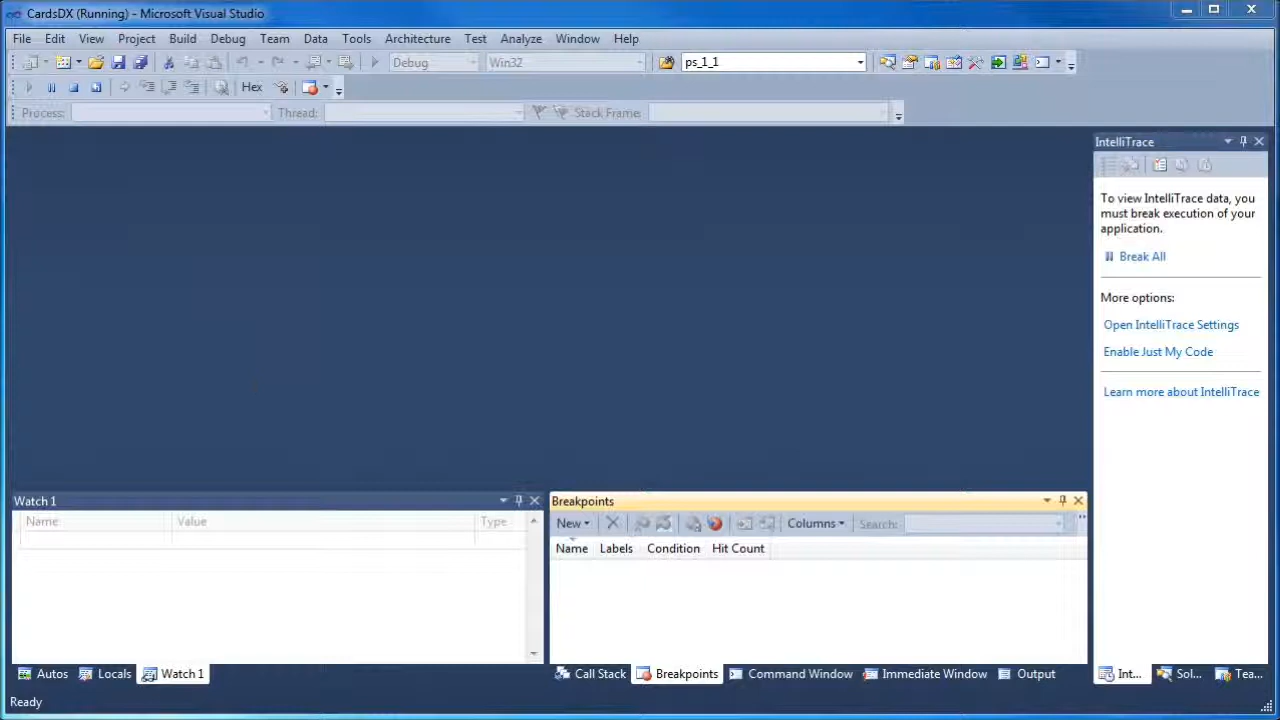 CardsDX (Running) - Microsoft Visual Studio
File Edit View Project Build Debug Team Data Tools Architecture Test Analyze Window Help
Debug Win32 ps_1_1
Hex
Process: Thread: Stack Frame:
IntelliTrace
To view IntelliTrace data, you
must break execution of your
application.
Break All
More options:
Open IntelliTrace Settings
Enable Just My Code
Learn more about IntelliTrace
Watch 1
Name Value Type
Breakpoints
New Columns Search:
Name Labels Condition Hit Count
Autos Locals Watch 1
Call Stack Breakpoints Command Window Immediate Window Output
Int... Sol... Tea...
Ready